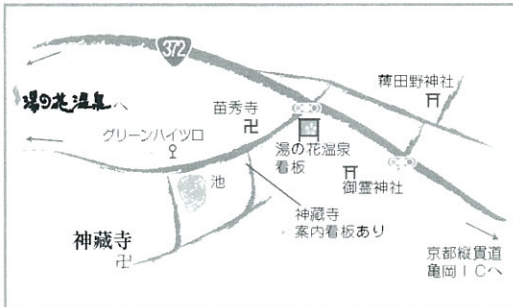 372
湯の花温泉へ
薭田野神社
苗秀寺
グリーンハイツ口
湯の花温泉
看板
池
御霊神社
神蔵寺
案内看板あり
神蔵寺
京都縦貫道
亀岡ICへ